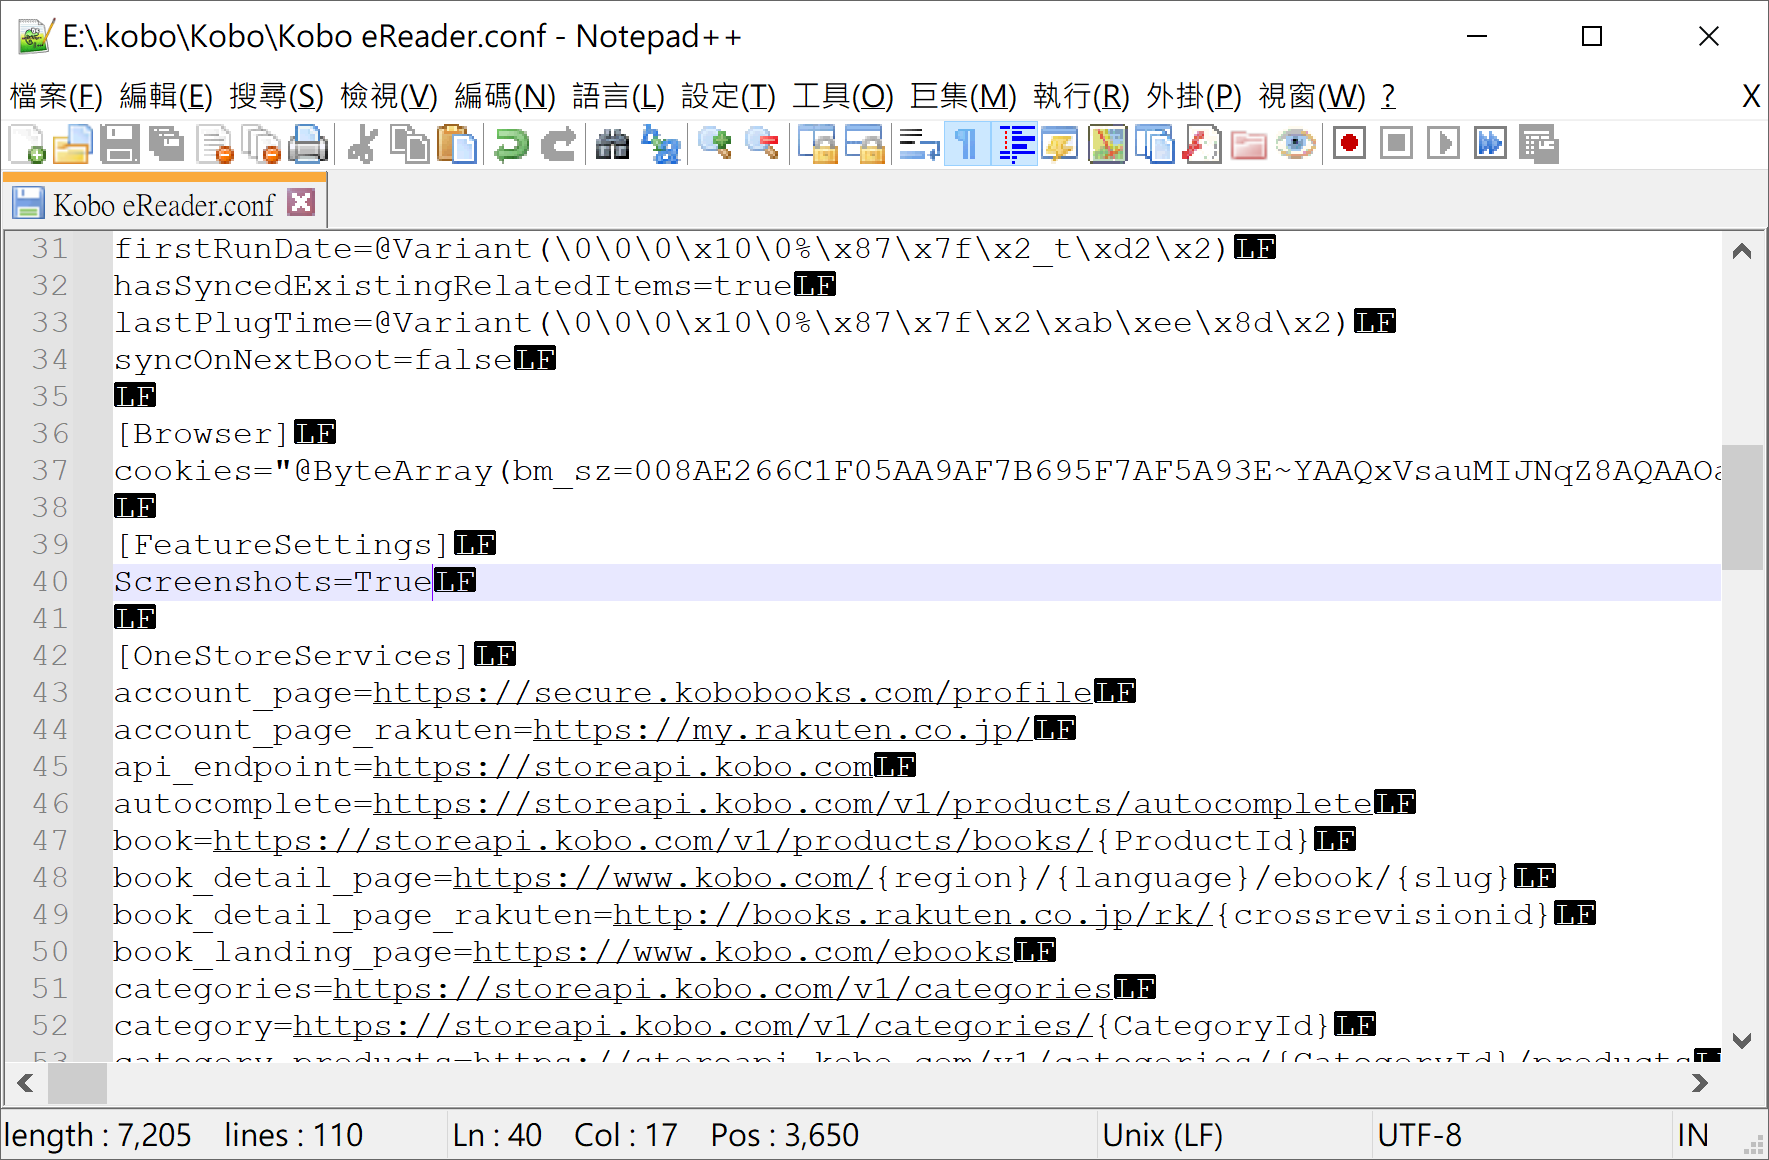 E:\.kobo\Kobo\Kobo eReader.conf - Notepad++
檔案(F) 編輯(E) 搜尋(S) 檢視(V) 編碼(N) 語言(L) 設定(T) 工具(O) 巨集(M) 執行(R) 外掛(P) 視窗(W) ? X
Kobo eReader.conf
31 firstRunDate=@Variant(\0\0\0\x10\0%\x87\x7f\x2_t\xd2\x2)LF
32 hasSyncedExistingRelatedItems=trueLF
33 lastPlugTime=@Variant(\0\0\0\x10\0%\x87\x7f\x2\xab\xee\x8d\x2)LF
34 syncOnNextBoot=falseLF
35 LF
36 [Browser]LF
37 cookies="@ByteArray(bm_sz=008AE266C1F05AA9AF7B695F7AF5A93E~YAAQxVsauMIJNqZ8AQAAOa
38 LF
39 [FeatureSettings]LF
40 Screenshots=TrueLF
41 LF
42 [OneStoreServices]LF
43 account_page=https://secure.kobobooks.com/profileLF
44 account_page_rakuten=https://my.rakuten.co.jp/LF
45 api_endpoint=https://storeapi.kobo.comLF
46 autocomplete=https://storeapi.kobo.com/v1/products/autocompleteLF
47 book=https://storeapi.kobo.com/v1/products/books/{ProductId}LF
48 book_detail_page=https://www.kobo.com/{region}/{language}/ebook/{slug}LF
49 book_detail_page_rakuten=http://books.rakuten.co.jp/rk/{crossrevisionid}LF
50 book_landing_page=https://www.kobo.com/ebooksLF
51 categories=https://storeapi.kobo.com/v1/categoriesLF
52 category=https://storeapi.kobo.com/v1/categories/{CategoryId}LF
53 category_products=https://storeapi.kobo.com/v1/categories/{CategoryId}/productsLF
length : 7,205 lines : 110 Ln : 40 Col : 17 Pos : 3,650 Unix (LF) UTF-8 IN